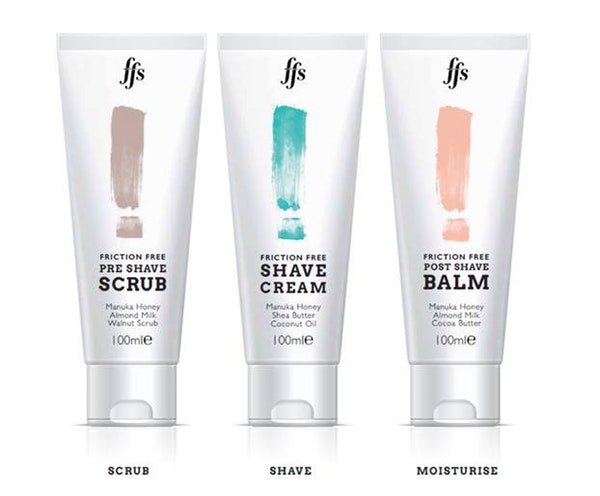 ffs
FRICTION FREE
PRE SHAVE
SCRUB
Manuka Honey
Almond Milk
Walnut Scrub
100ml℮
SCRUB
ffs
FRICTION FREE
SHAVE
CREAM
Manuka Honey
Shea Butter
Coconut Oil
100ml℮
SHAVE
ffs
FRICTION FREE
POST SHAVE
BALM
Manuka Honey
Almond Milk
Cocoa Butter
100ml℮
MOISTURISE